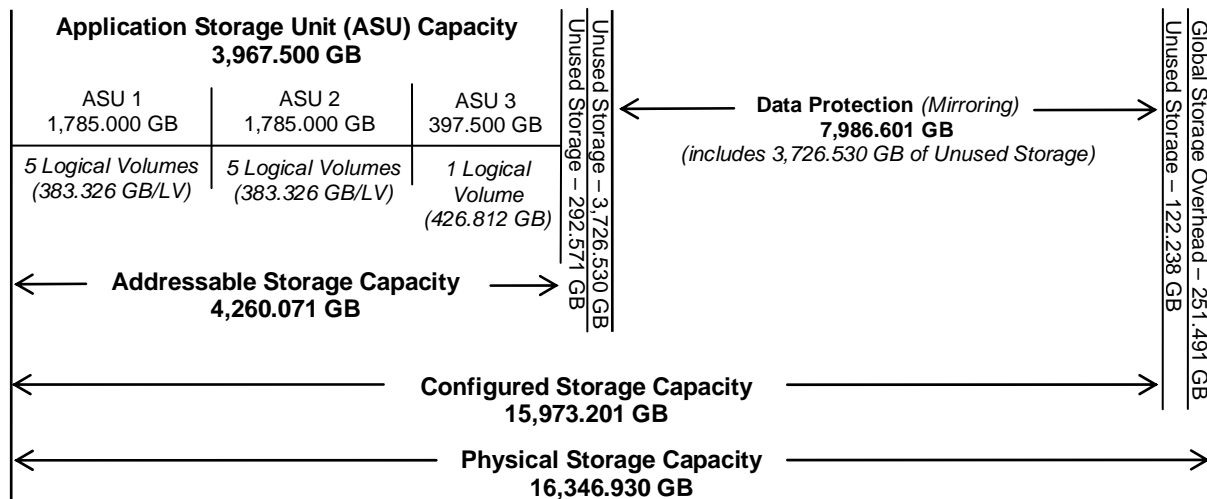 Application Storage Unit (ASU) Capacity
3,967.500 GB
ASU 1
1,785.000 GB
ASU 2
1,785.000 GB
ASU 3
397.500 GB
5 Logical Volumes
(383.326 GB/LV)
5 Logical Volumes
(383.326 GB/LV)
1 Logical
Volume
(426.812 GB)
Unused Storage – 292.571 GB
Unused Storage – 3,726.530 GB
Data Protection (Mirroring)
7,986.601 GB
(includes 3,726.530 GB of Unused Storage)
Unused Storage – 122.238 GB
Global Storage Overhead – 251.491 GB
Addressable Storage Capacity
4,260.071 GB
Configured Storage Capacity
15,973.201 GB
Physical Storage Capacity
16,346.930 GB